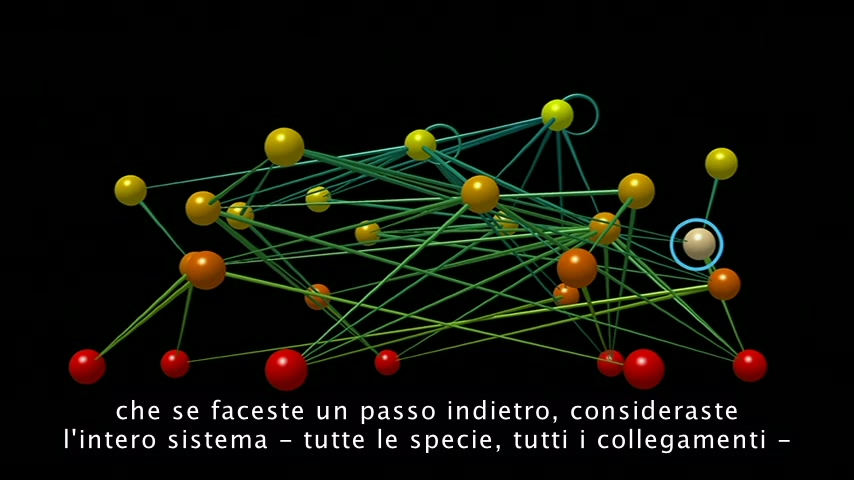 che se faceste un passo indietro, consideraste
l'intero sistema – tutte le specie, tutti i collegamenti –